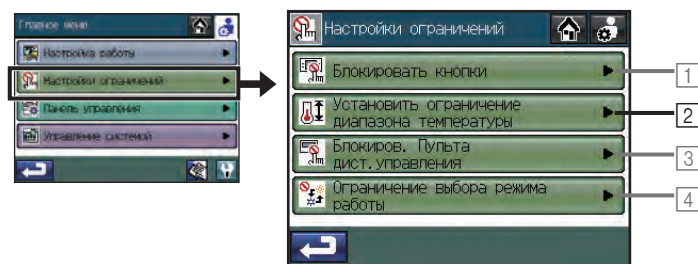 Главное меню
Настройка работы
Настройки ограничений
Панель управления
Управление системой
Настройки ограничений
Блокировать кнопки
Установить ограничение
диапазона температуры
Блокиров. Пульта
дист.управления
Ограничение выбора режима
работы
1
2
3
4